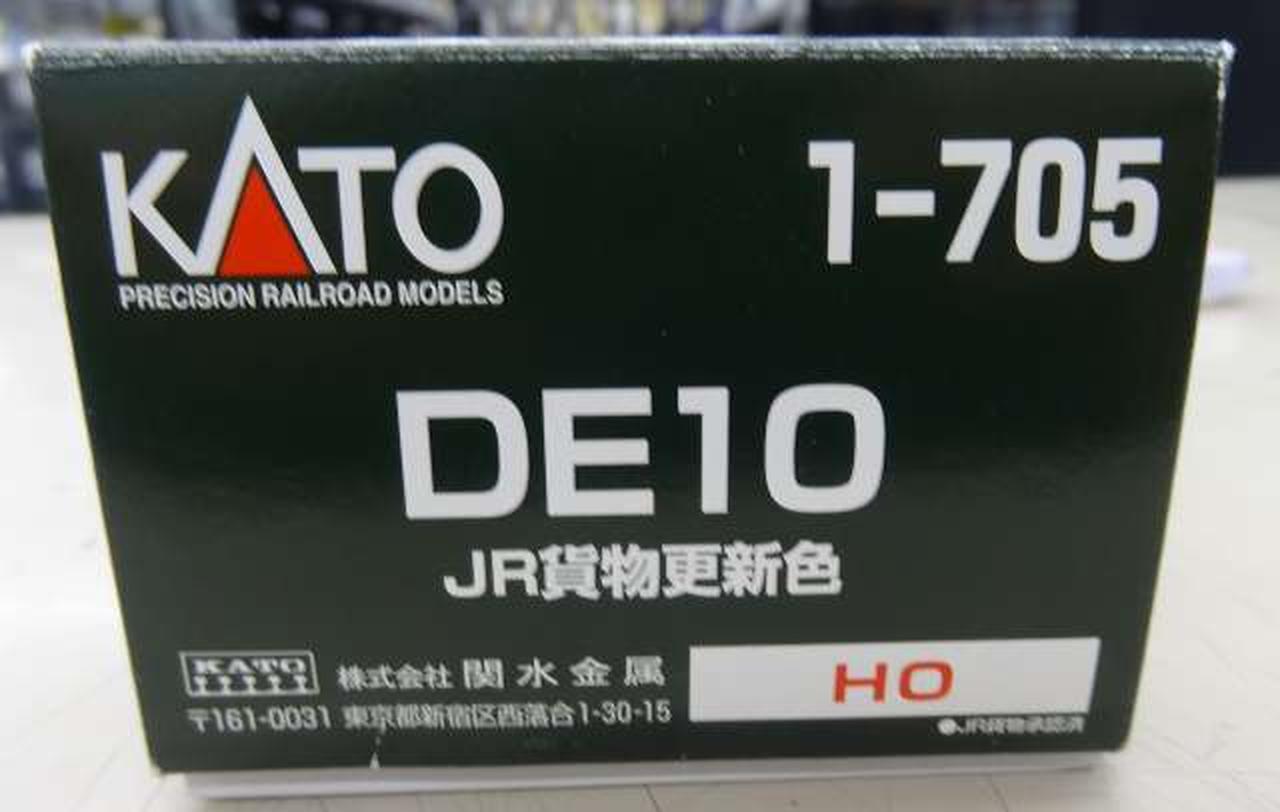 KATO
PRECISION RAILROAD MODELS
1-705
DE10
JR貨物更新色
KATO
株式会社 関水金属
〒161-0031 東京都新宿区西落合1-30-15
HO
●JR貨物承認済